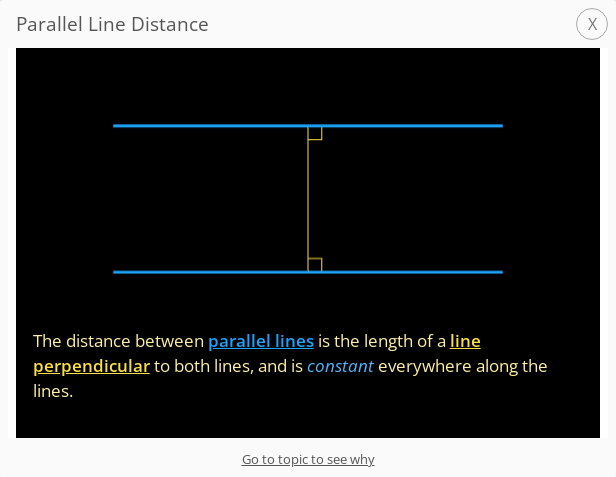 Parallel Line Distance
X
The distance between parallel lines is the length of a line
perpendicular to both lines, and is constant everywhere along the
lines.
Go to topic to see why